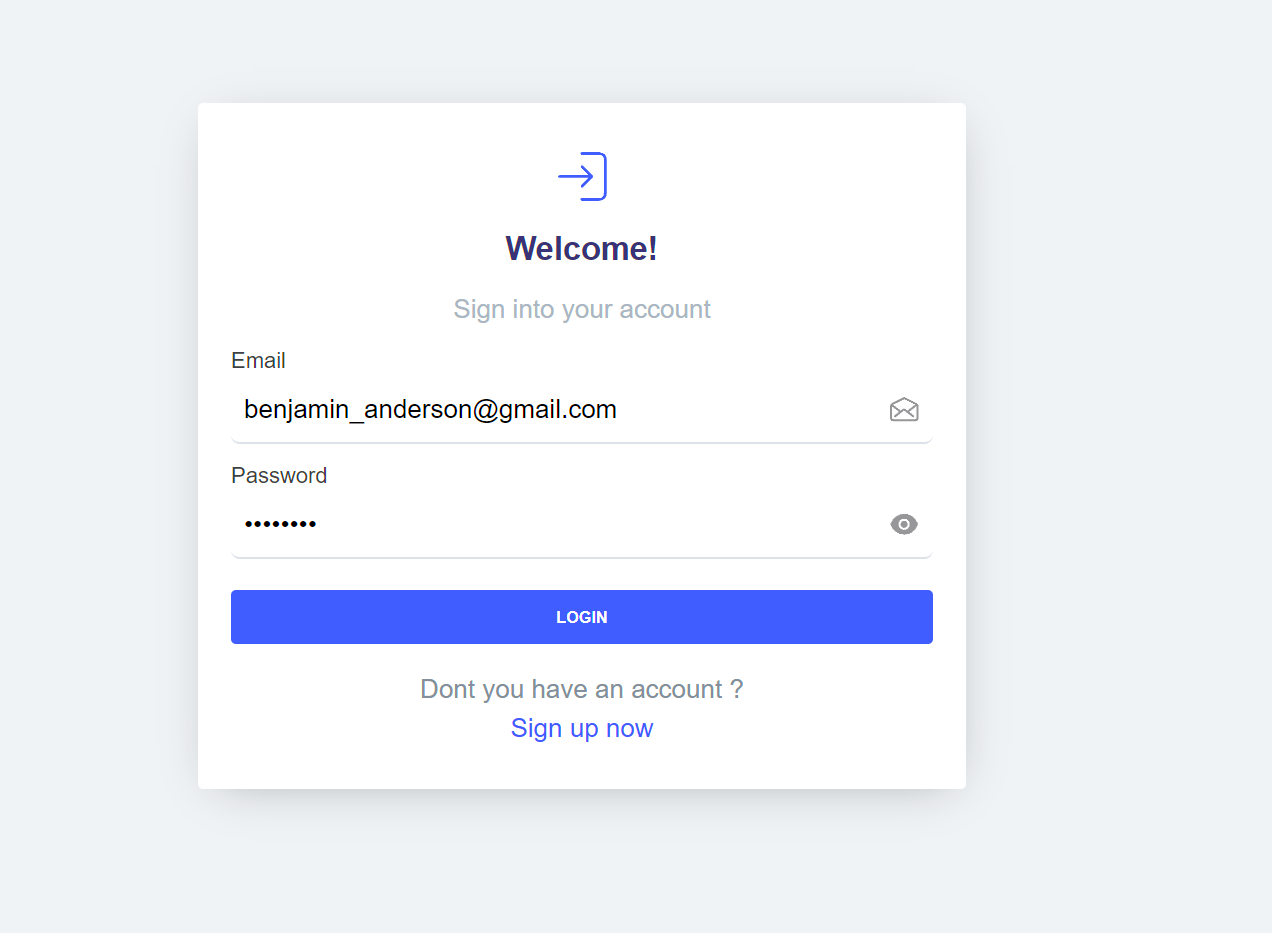 Welcome!
Sign into your account
Email
benjamin_anderson@gmail.com
Password
••••••••
LOGIN
Dont you have an account ?
Sign up now